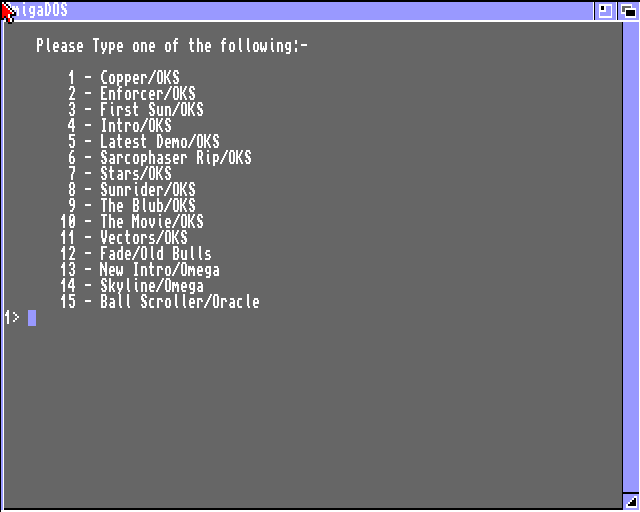 migaDOS
Please Type one of the following:-
1 - Copper/OKS
2 - Enforcer/OKS
3 - First Sun/OKS
4 - Intro/OKS
5 - Latest Demo/OKS
6 - Sarcophaser Rip/OKS
7 - Stars/OKS
8 - Sunrider/OKS
9 - The Blub/OKS
10 - The Movie/OKS
11 - Vectors/OKS
12 - Fade/Old Bulls
13 - New Intro/Omega
14 - Skyline/Omega
15 - Ball Scroller/Oracle
1>